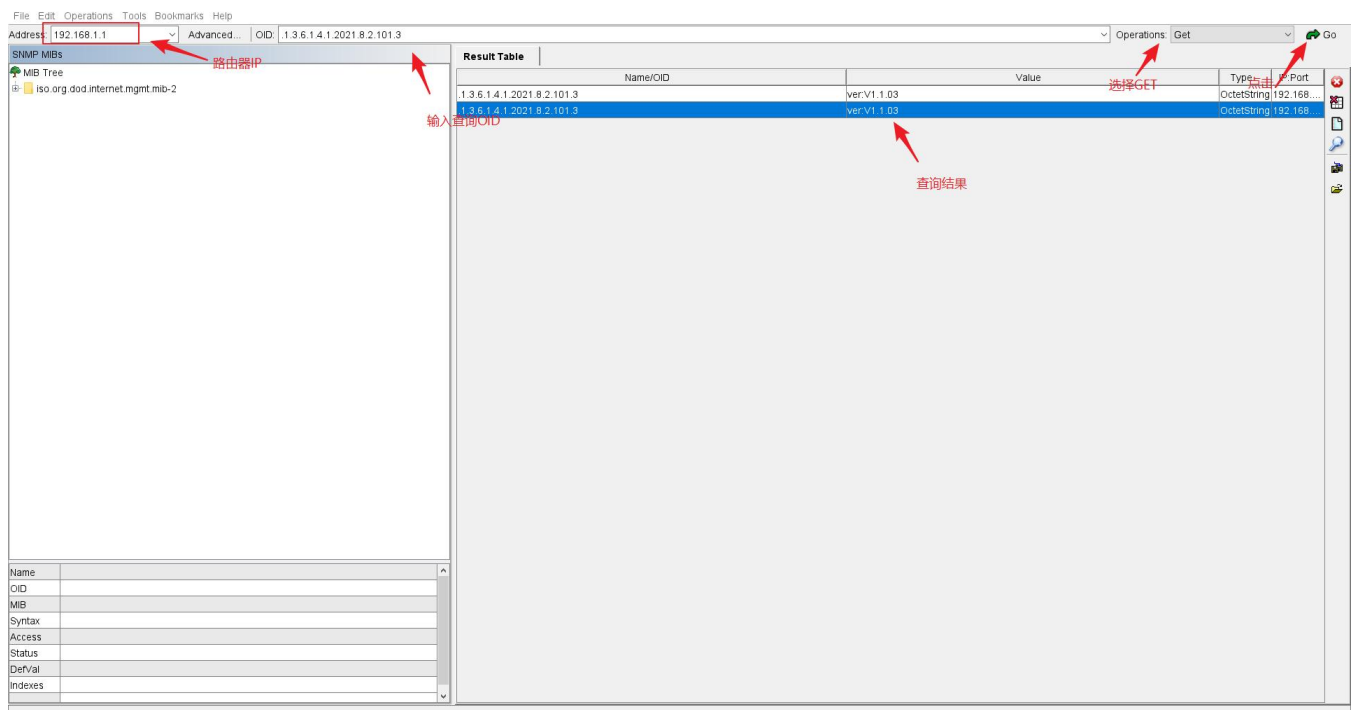 File Edit Operations Tools Bookmarks Help
Address: 192.168.1.1 Advanced... OID: .1.3.6.1.4.1.2021.8.2.101.3 Operations: Get Go
SNMP MIBs
路由器IP
Result Table
MIB Tree
iso.org.dod.internet.mgmt.mib-2
输入查询OID
Name/OID Value Type IP:Port
选择GET
点击
.1.3.6.1.4.1.2021.8.2.101.3 ver:V1.1.03 OctetString 192.168....
.1.3.6.1.4.1.2021.8.2.101.3 ver:V1.1.03 OctetString 192.168....
查询结果
Name
OID
MIB
Syntax
Access
Status
DefVal
Indexes